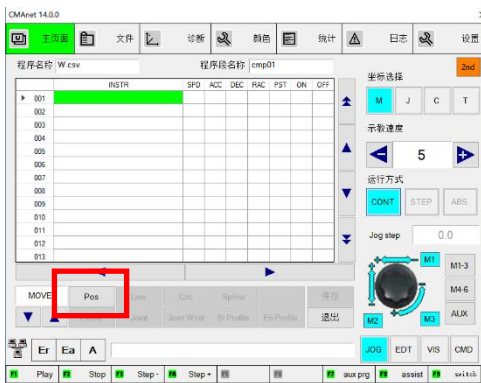 CMAnet 14.0.0
主页面 文件 诊断 颜色 统计 日志 设置
程序名称 W.csv 程序段名称 cmp01 2nd
INSTR SPD ACC DEC RAC PST ON OFF
坐标选择
001
002
003
004
005
006
007
008
009
010
011
012
013
M J C T
示教速度
5
运行方式
CONT STEP ABS
Jog step 0.0
M1 M1-3
M4-6
M2 M3 AUX
MOVE Pos Line Circ Spline 保存
Joint Joint Wrist St.Profile En.Profile 退出
Er Ea A
JOG EDT VIS CMD
F1 Play F2 Stop F3 Step - F4 Step + F5 F6 F7 aux prg F8 assist F9 switch